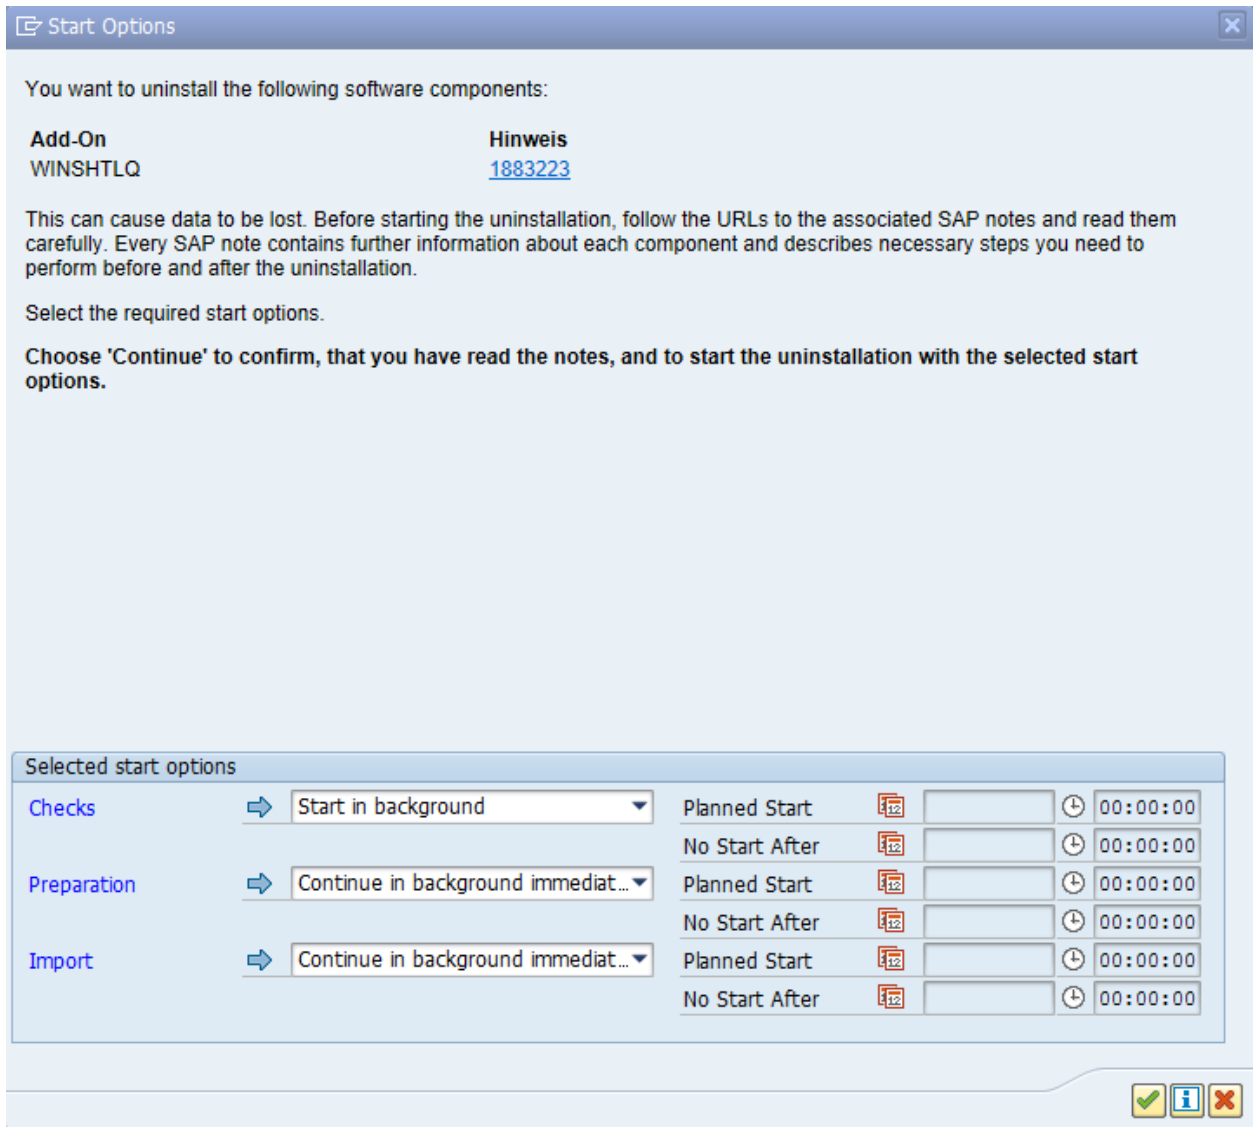 Start Options
You want to uninstall the following software components:
Add-On Hinweis
WINSHTLQ 1883223
This can cause data to be lost. Before starting the uninstallation, follow the URLs to the associated SAP notes and read them
carefully. Every SAP note contains further information about each component and describes necessary steps you need to
perform before and after the uninstallation.
Select the required start options.
Choose 'Continue' to confirm, that you have read the notes, and to start the uninstallation with the selected start
options.
Selected start options
Checks Start in background Planned Start 00:00:00
No Start After 00:00:00
Preparation Continue in background immediat... Planned Start 00:00:00
No Start After 00:00:00
Import Continue in background immediat... Planned Start 00:00:00
No Start After 00:00:00